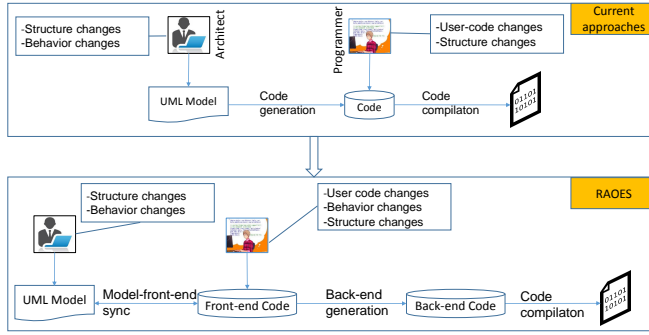 Current
approaches
-Structure changes
-Behavior changes
Architect
Programmer
-User-code changes
-Structure changes
UML Model
Code
generation
Code
Code
compilaton
01101
10101
RAOES
-Structure changes
-Behavior changes
-User code changes
-Behavior changes
-Structure changes
UML Model
Model-front-end
sync
Front-end Code
Back-end
generation
Back-end Code
Code
compilaton
01101
10101